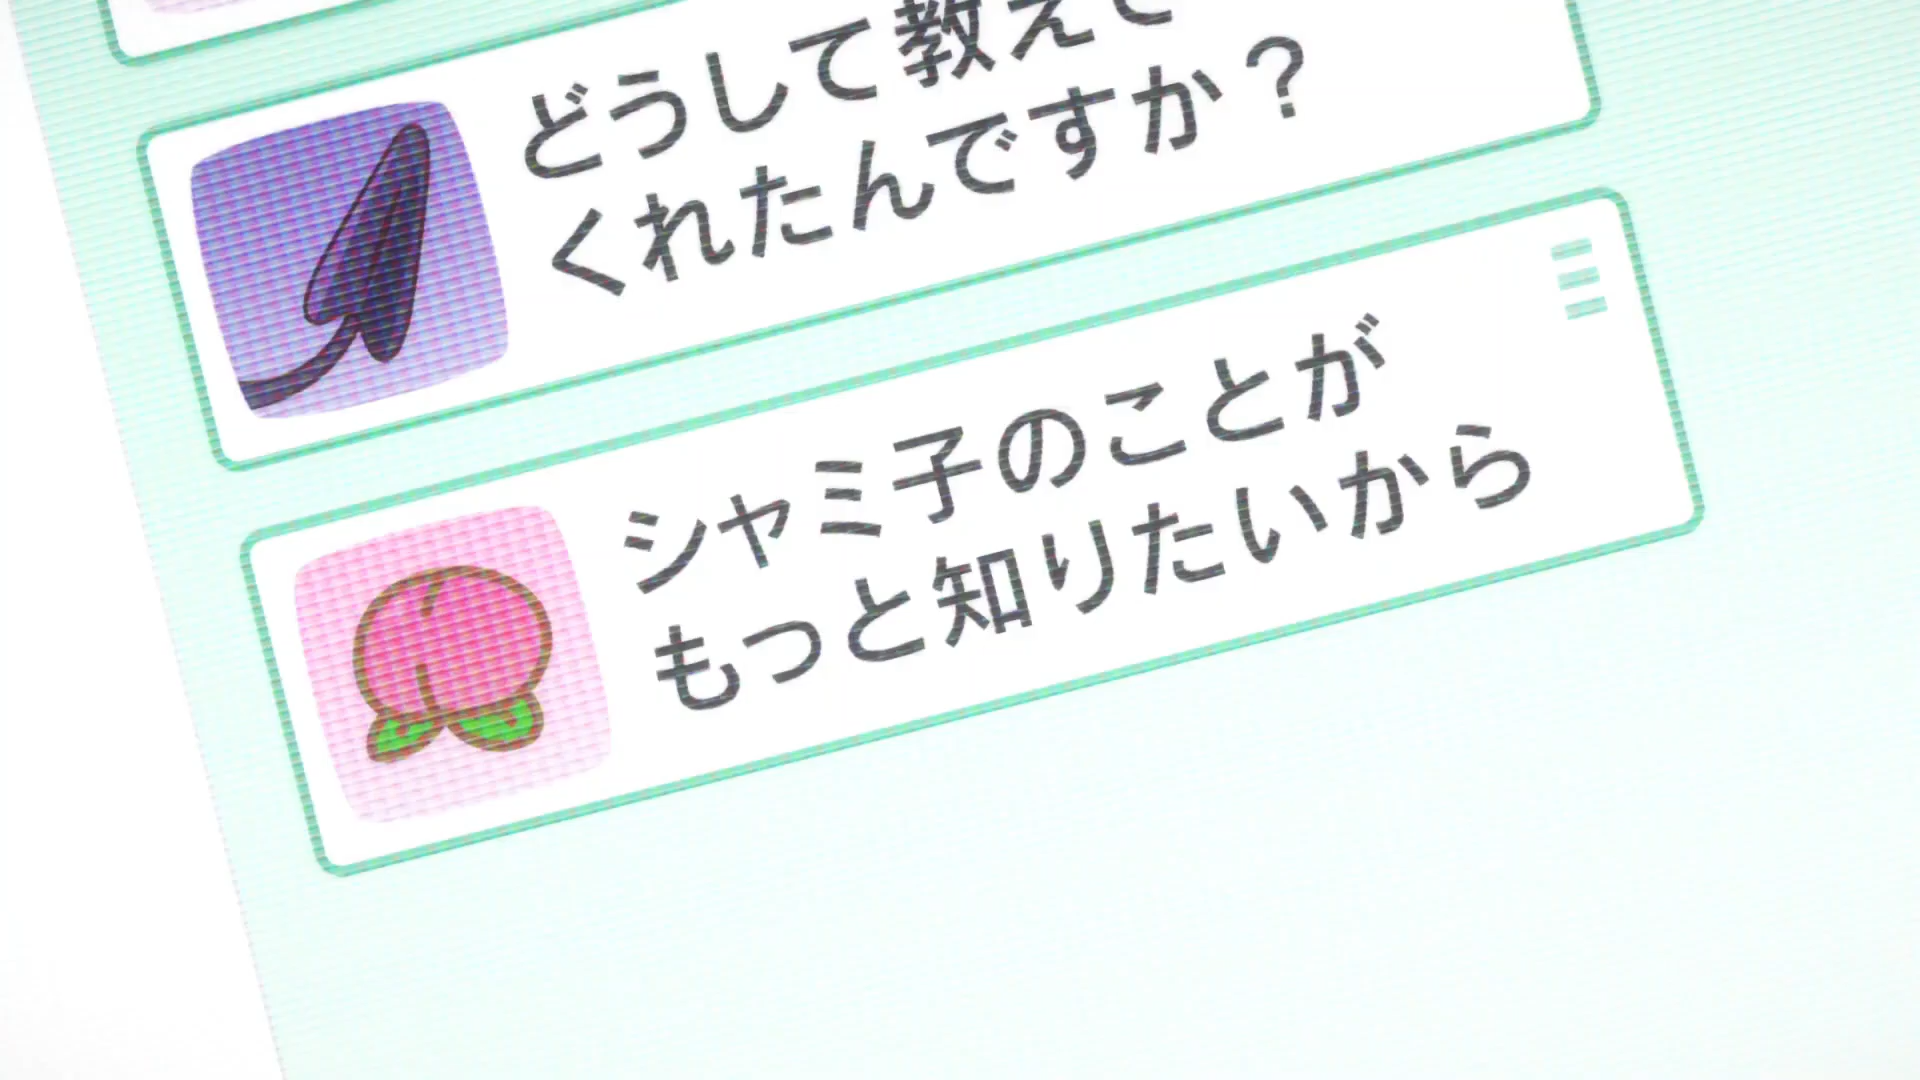 どうして教えて
くれたんですか？
シャミ子のことが
もっと知りたいから